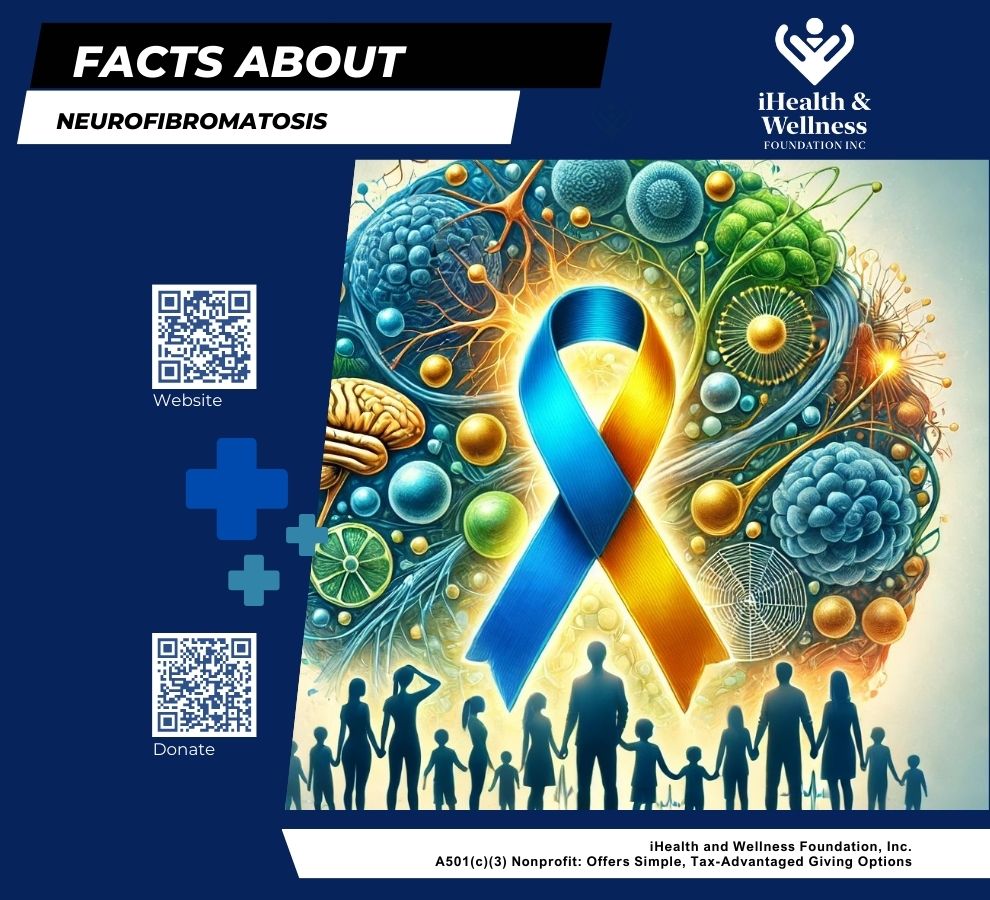 FACTS ABOUT
NEUROFIBROMATOSIS
iHealth &
Wellness
FOUNDATION INC
Website
Donate
iHealth and Wellness Foundation, Inc.
A501(c)(3) Nonprofit: Offers Simple, Tax-Advantaged Giving Options